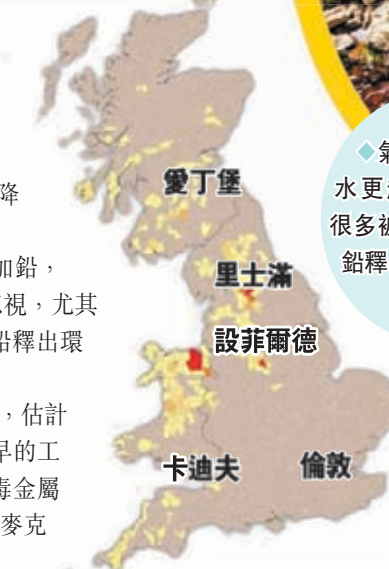 降
加鉛，
視，尤其
鉛釋出環
，估計
早的工
毒金屬
麥克
愛丁堡
里士滿
設菲爾德
卡迪夫
倫敦
◆氣
水更
很多被
鉛釋